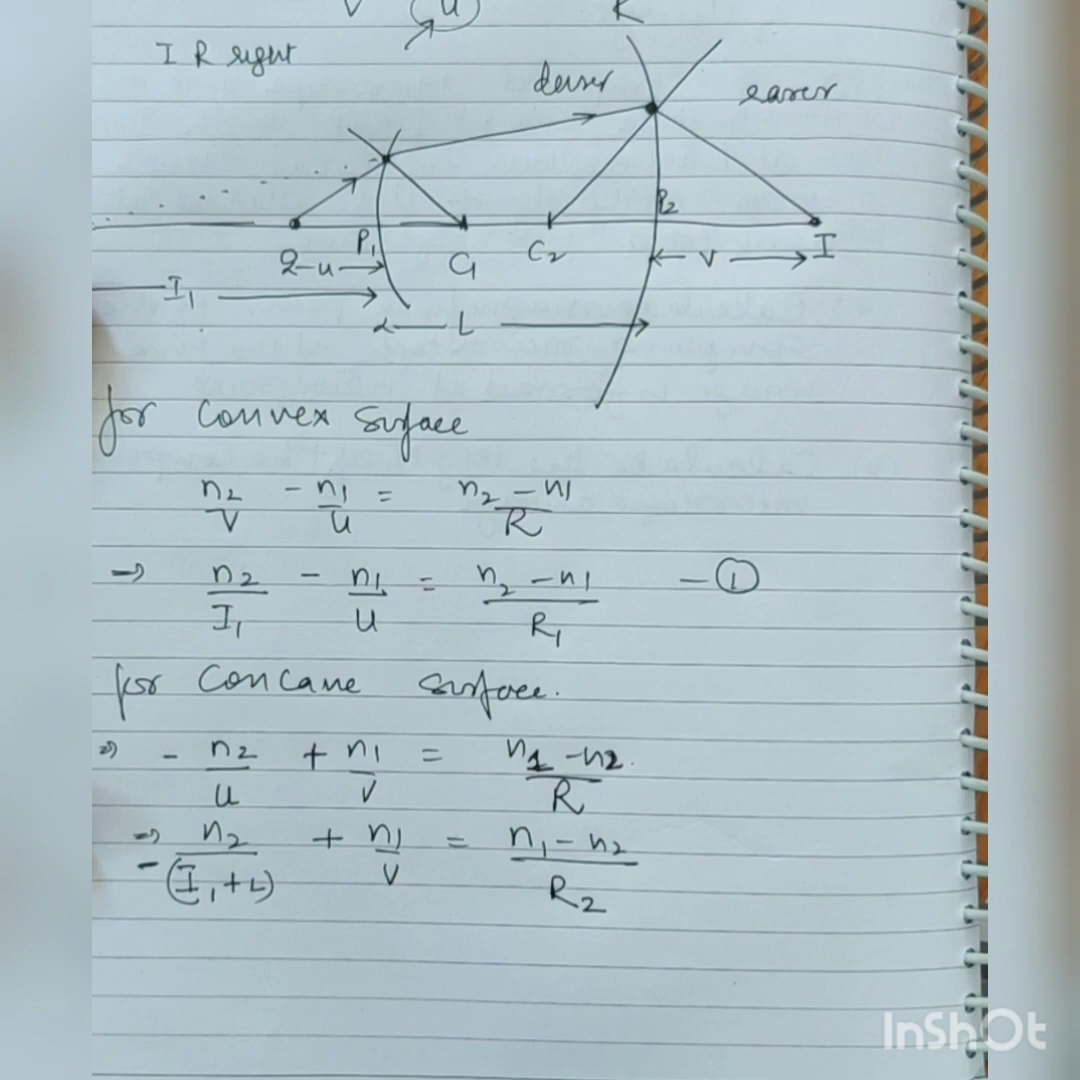 V u R
I R right
denser rarer
P1 P2
2-u C1 C2 v I
I1
L
for convex surface
n2/V - n1/u = n2 - n1/R
→ n2/I1 - n1/u = n2 - n1/R1 - ①
for concave surface.
⇒ - n2/u + n1/v = n1 - n2./R
⇒ - n2/(I1+L) + n1/v = n1 - n2/R2
InShOt